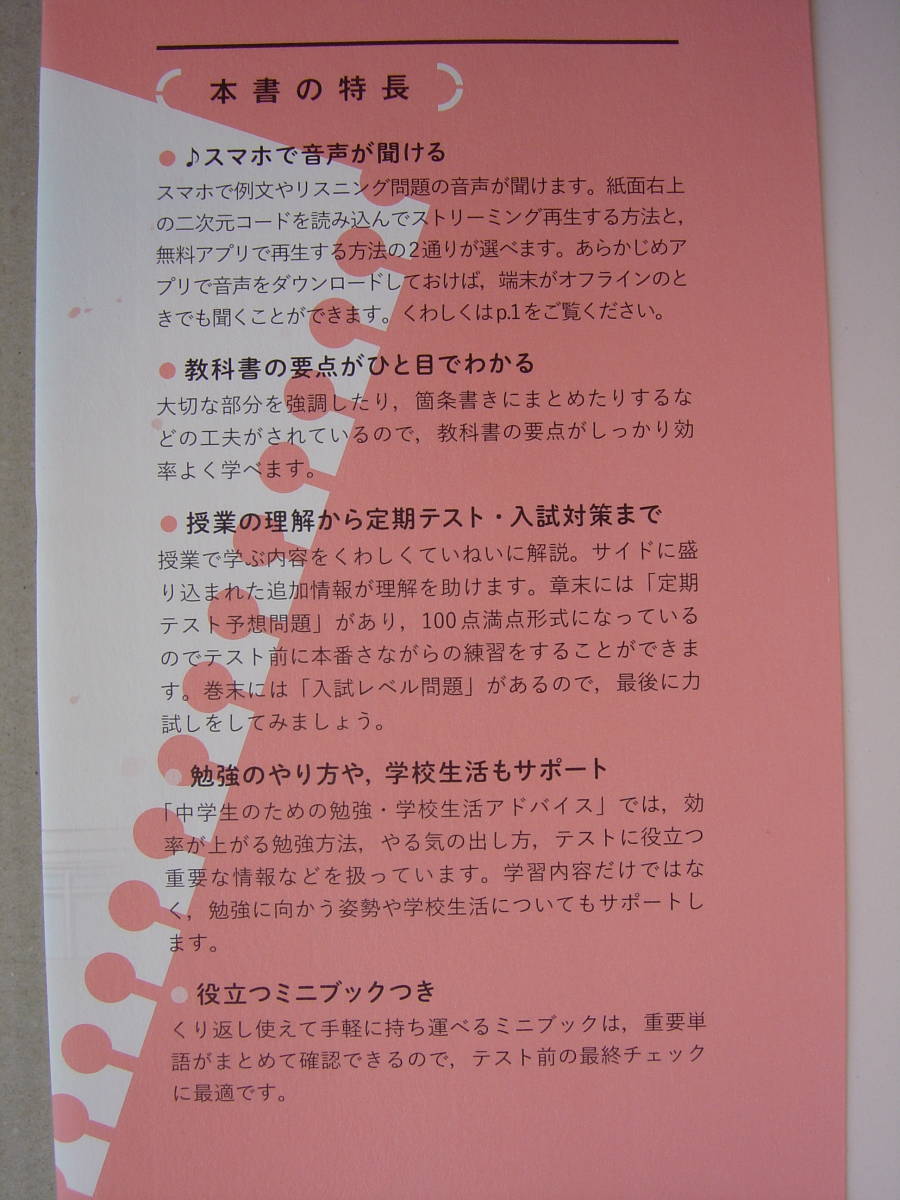 本書の特長
●♪スマホで音声が聞ける
スマホで例文やリスニング問題の音声が聞けます。紙面右上
の二次元コードを読み込んでストリーミング再生する方法と，
無料アプリで再生する方法の2通りが選べます。あらかじめア
プリで音声をダウンロードしておけば，端末がオフラインのと
きでも聞くことができます。くわしくはp.1をご覧ください。
●教科書の要点がひと目でわかる
大切な部分を強調したり，箇条書きにまとめたりするな
どの工夫がされているので，教科書の要点がしっかり効
率よく学べます。
●授業の理解から定期テスト・入試対策まで
授業で学ぶ内容をくわしくていねいに解説。サイドに盛
り込まれた追加情報が理解を助けます。章末には「定期
テスト予想問題」があり，100点満点形式になっている
のでテスト前に本番さながらの練習をすることができま
す。巻末には「入試レベル問題」があるので，最後に力
試しをしてみましょう。
●勉強のやり方や，学校生活もサポート
「中学生のための勉強・学校生活アドバイス」では，効
率が上がる勉強方法，やる気の出し方，テストに役立つ
重要な情報などを扱っています。学習内容だけではな
く，勉強に向かう姿勢や学校生活についてもサポートし
ます。
●役立つミニブックつき
くり返し使えて手軽に持ち運べるミニブックは，重要単
語がまとめて確認できるので，テスト前の最終チェック
に最適です。